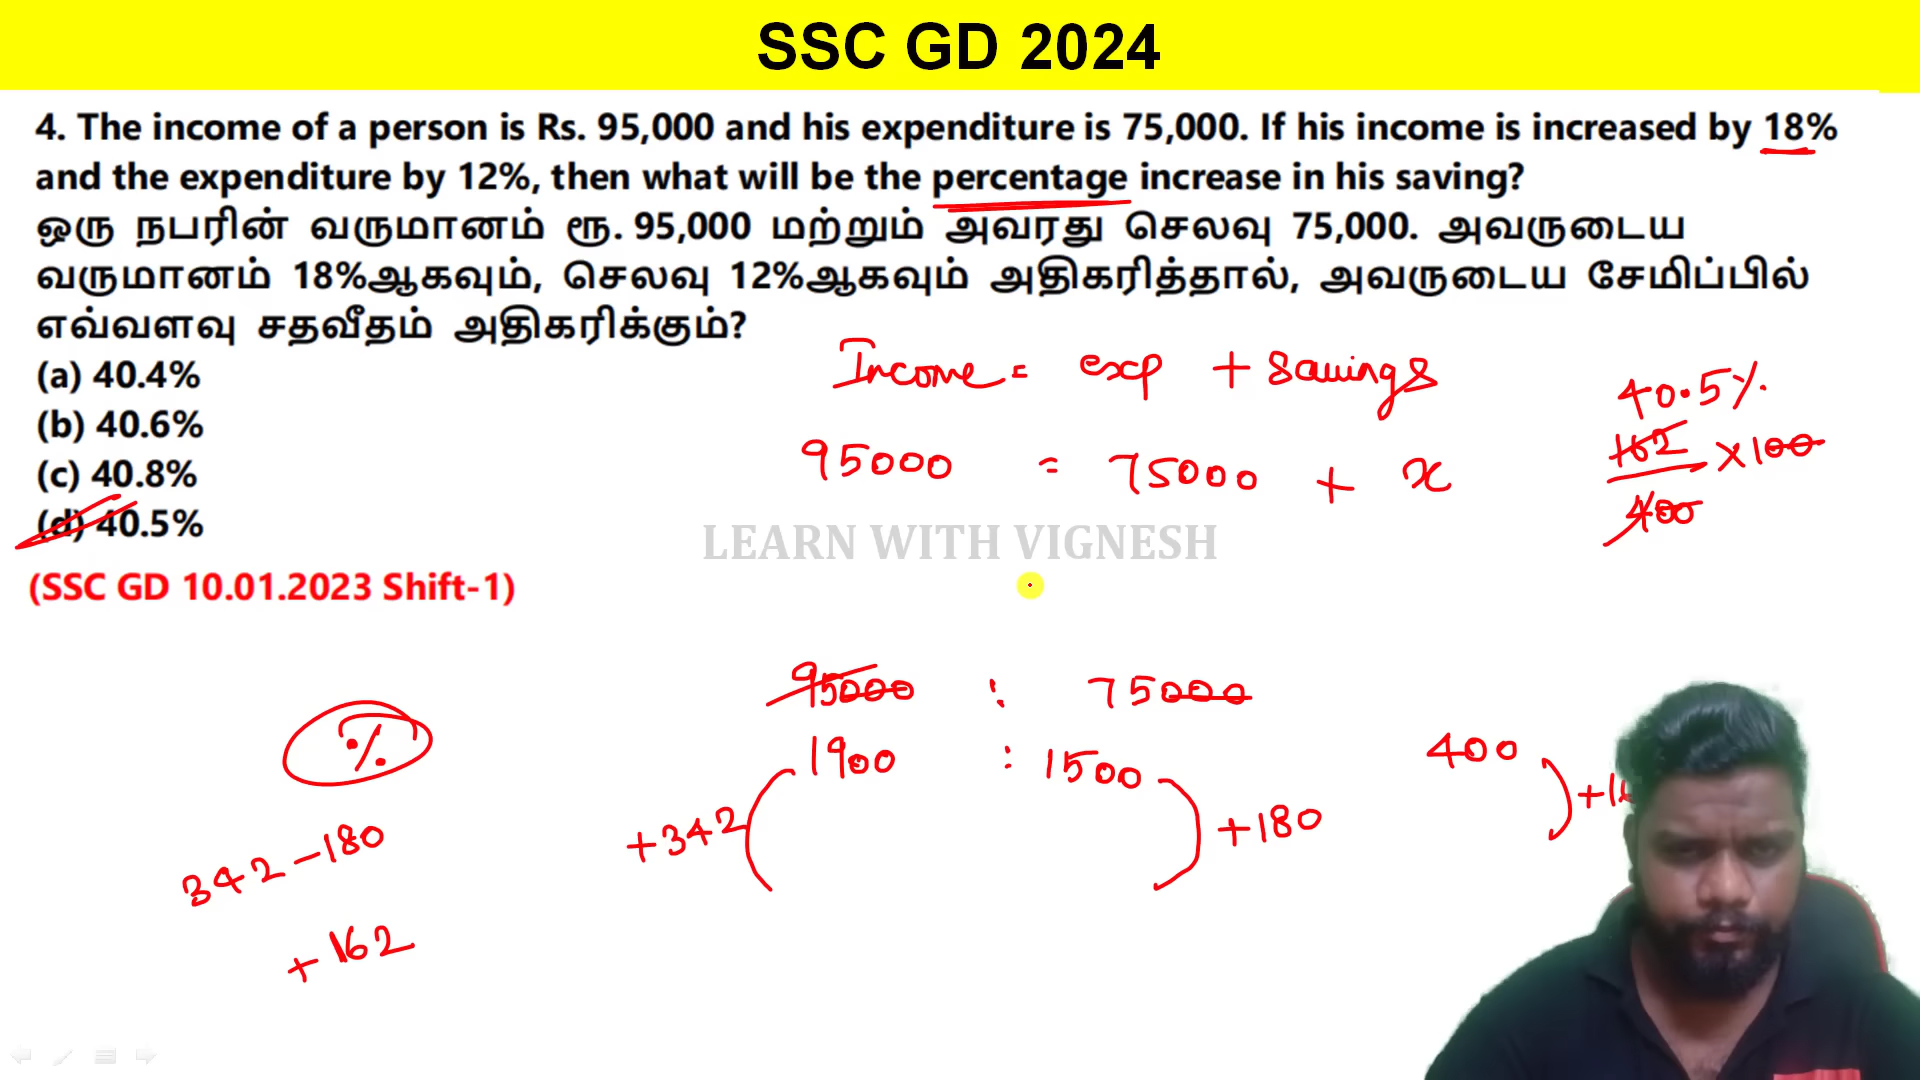 SSC GD 2024
4. The income of a person is Rs. 95,000 and his expenditure is 75,000. If his income is increased by 18%
and the expenditure by 12%, then what will be the percentage increase in his saving?
ஒரு நபரின் வருமானம் ரூ. 95,000 மற்றும் அவரது செலவு 75,000. அவருடைய
வருமானம் 18%ஆகவும், செலவு 12%ஆகவும் அதிகரித்தால், அவருடைய சேமிப்பில்
எவ்வளவு சதவீதம் அதிகரிக்கும்?
(a) 40.4%
(b) 40.6%
(c) 40.8%
(d) 40.5%
(SSC GD 10.01.2023 Shift-1)
Income = exp + Savings
95000 = 75000 + x
40.5%
162 × 100
400
LEARN WITH VIGNESH
95000 : 75000
1900 : 1500 400
%
+342 +180
342 - 180
+ 162